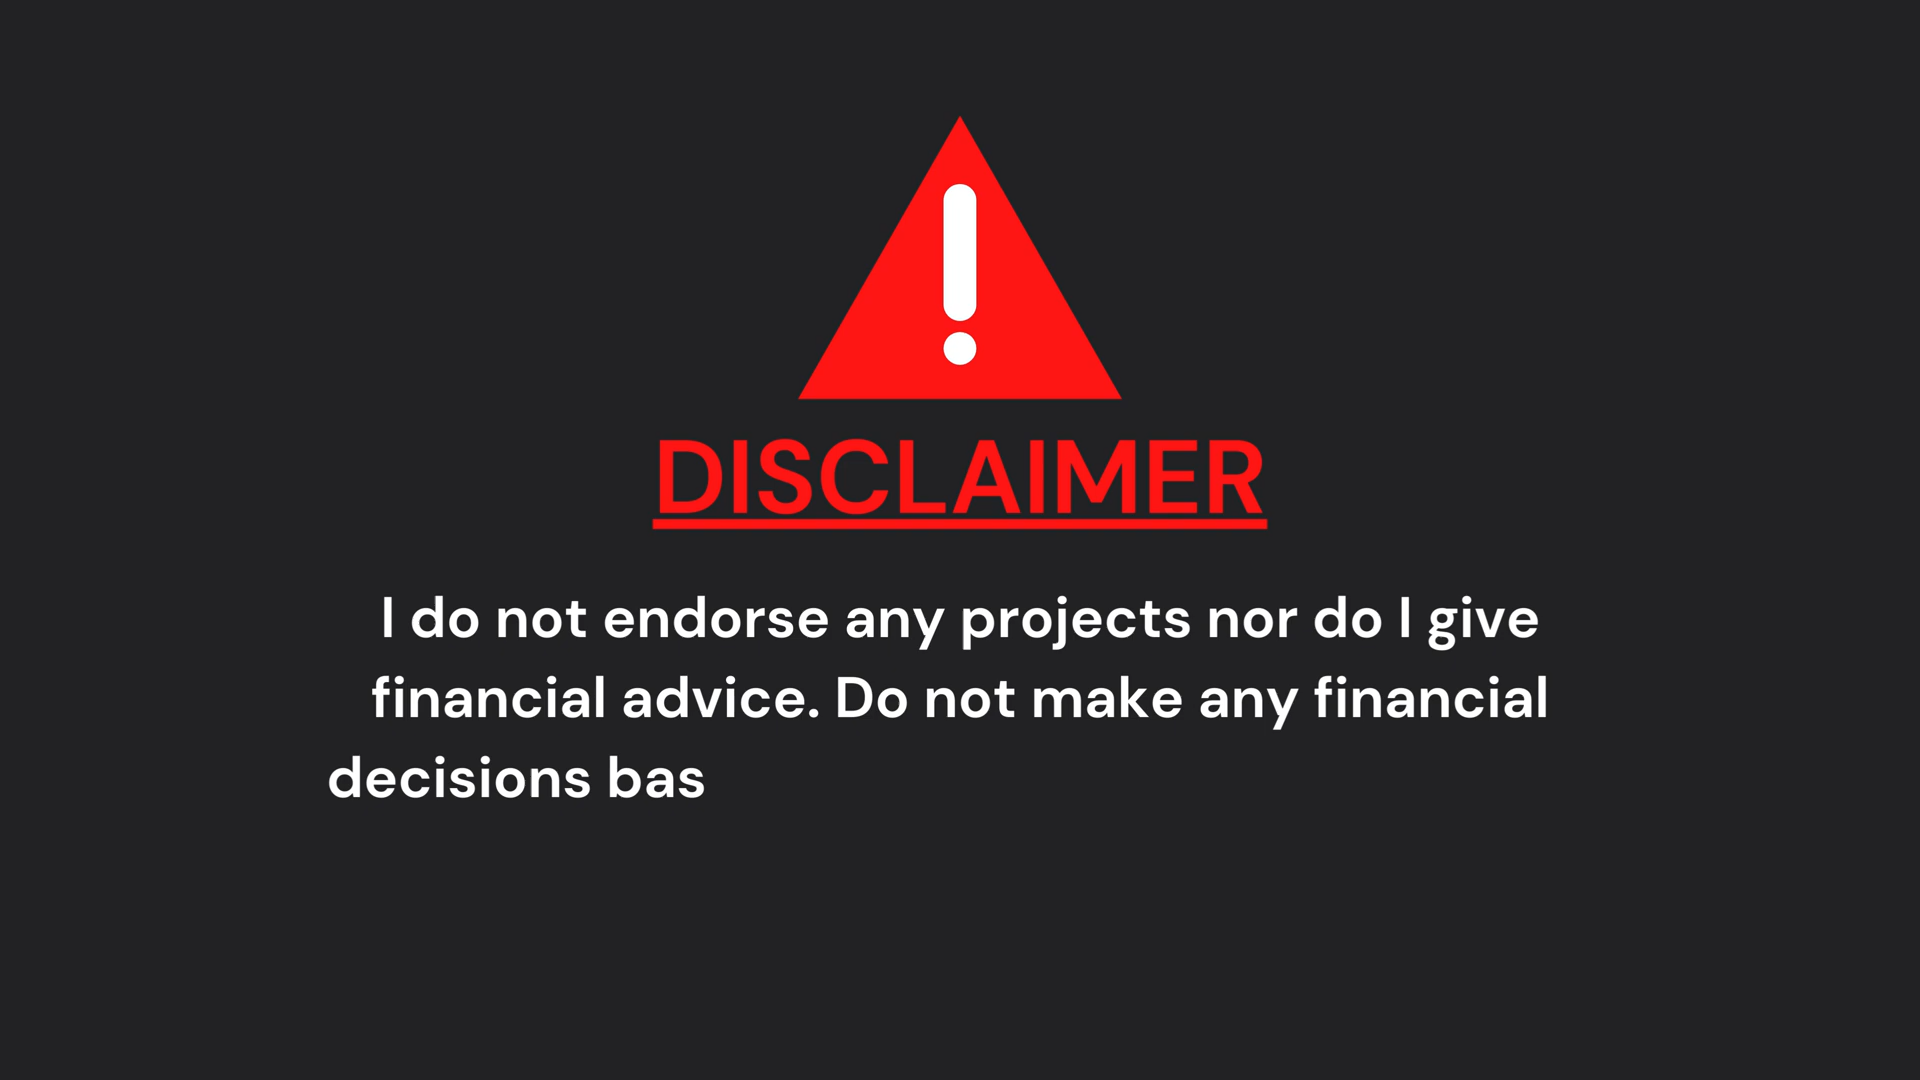 DISCLAIMER
I do not endorse any projects nor do I give
financial advice. Do not make any financial
decisions bas